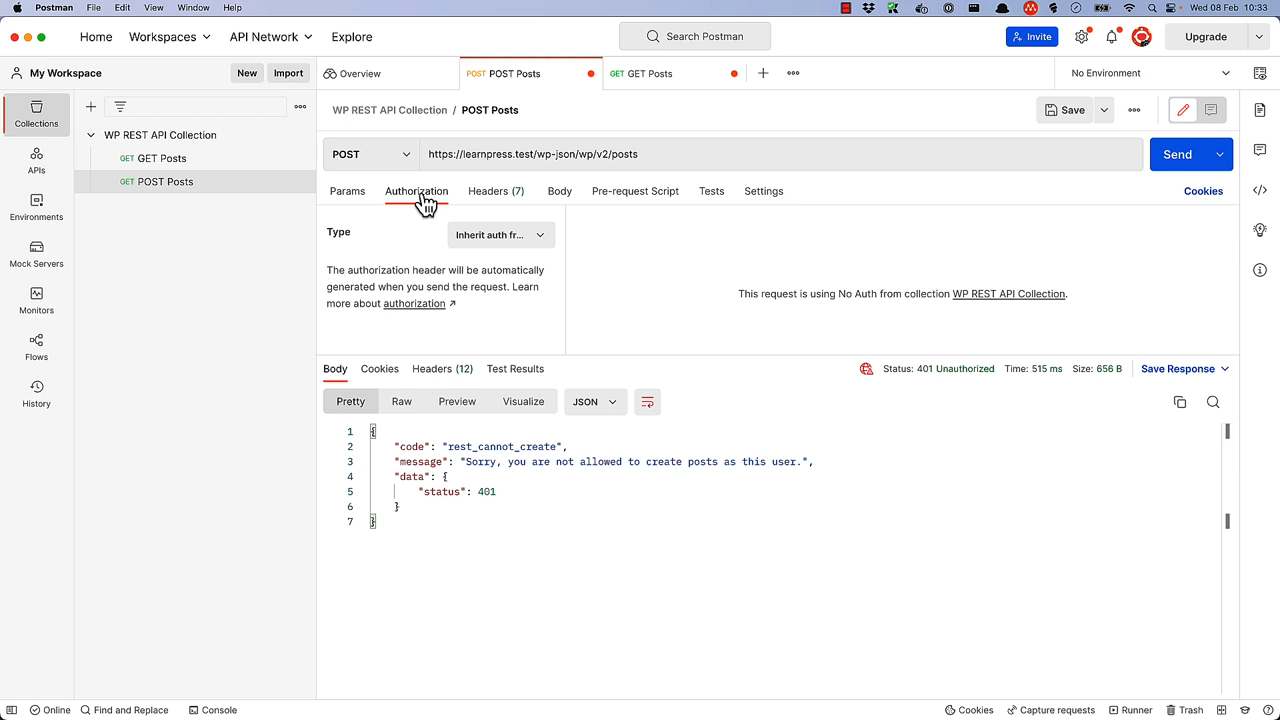 Postman File Edit View Window Help Wed 08 Feb 10:33
Home Workspaces API Network Explore Search Postman Invite Upgrade
My Workspace New Import Overview POST POST Posts GET GET Posts No Environment
Collections
APIs
Environments
Mock Servers
Monitors
Flows
History
WP REST API Collection
GET GET Posts
GET POST Posts
WP REST API Collection / POST Posts Save
POST https://learnpress.test/wp-json/wp/v2/posts Send
Params Authorization Headers (7) Body Pre-request Script Tests Settings Cookies
Type Inherit auth fr...
The authorization header will be automatically
generated when you send the request. Learn
more about authorization ↗
This request is using No Auth from collection WP REST API Collection.
Body Cookies Headers (12) Test Results Status: 401 Unauthorized Time: 515 ms Size: 656 B Save Response
Pretty Raw Preview Visualize JSON
1 {
2 "code": "rest_cannot_create",
3 "message": "Sorry, you are not allowed to create posts as this user.",
4 "data": {
5 "status": 401
6 }
7 }
Online Find and Replace Console Cookies Capture requests Runner Trash